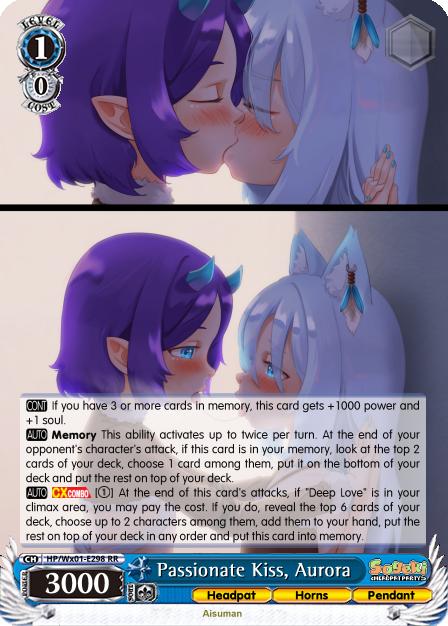 LEVEL
1
0
COST
CONT If you have 3 or more cards in memory, this card gets +1000 power and
+1 soul.
AUTO Memory This ability activates up to twice per turn. At the end of your
opponent's character's attack, if this card is in your memory, look at the top 2
cards of your deck, choose 1 card among them, put it on the bottom of your
deck and put the rest on top of your deck.
AUTO CXCOMBO [①] At the end of this card's attacks, if "Deep Love" is in your
climax area, you may pay the cost. If you do, reveal the top 6 cards of your
deck, choose up to 2 characters among them, add them to your hand, put the
rest on top of your deck in any order and put this card into memory.
CH HP/Wx01-E298 RR
POWER 3000 SOUL Passionate Kiss, Aurora Sayuki
HEADPATPARTY
Headpat Horns Pendant
Aisuman